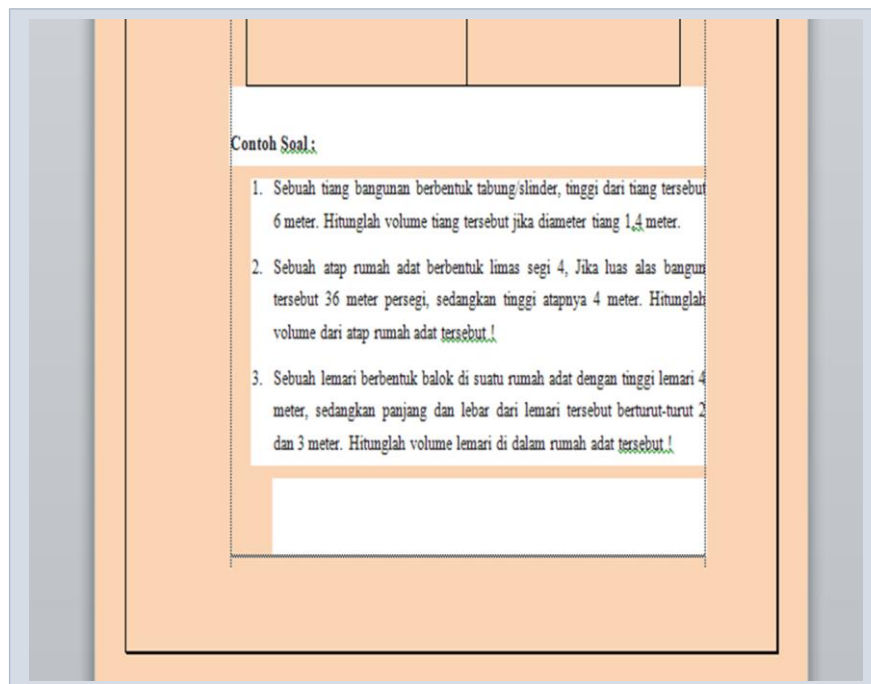 Contoh Soal :
1. Sebuah tiang bangunan berbentuk tabung/slinder, tinggi dari tiang tersebut
6 meter. Hitunglah volume tiang tersebut jika diameter tiang 1,4 meter.
2. Sebuah atap rumah adat berbentuk limas segi 4, Jika luas alas bangun
tersebut 36 meter persegi, sedangkan tinggi atapnya 4 meter. Hitunglah
volume dari atap rumah adat tersebut !
3. Sebuah lemari berbentuk balok di suatu rumah adat dengan tinggi lemari 4
meter, sedangkan panjang dan lebar dari lemari tersebut berturut-turut 2
dan 3 meter. Hitunglah volume lemari di dalam rumah adat tersebut !